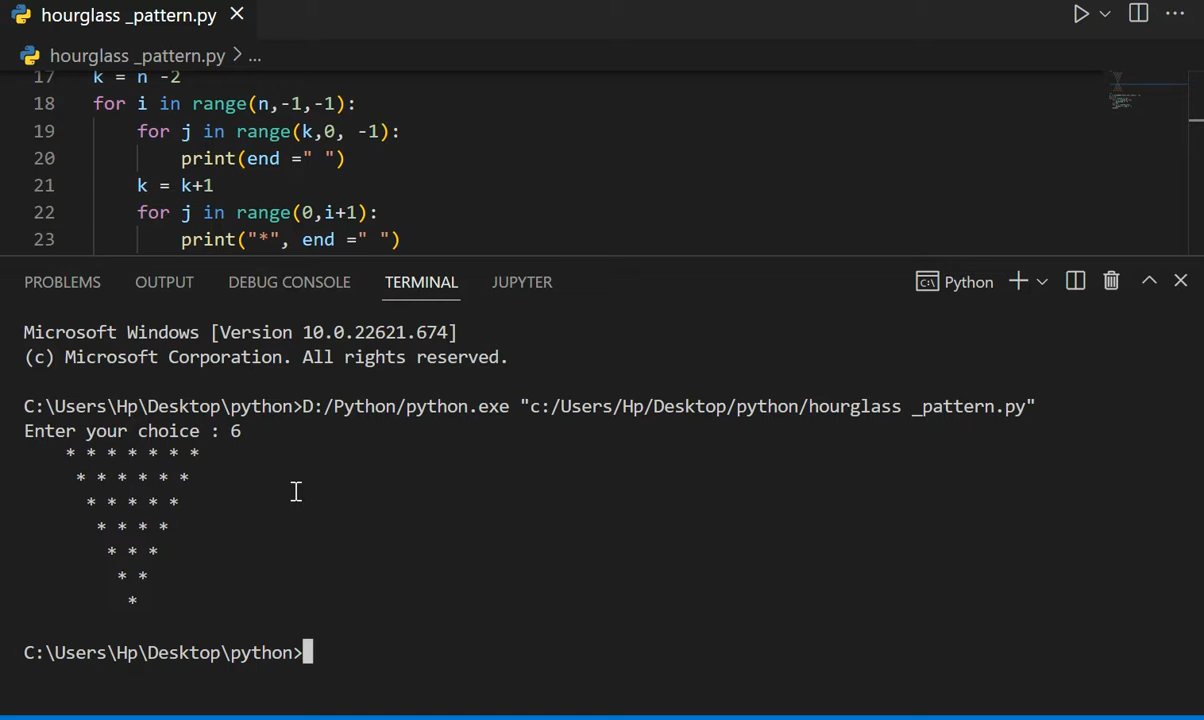 hourglass _pattern.py
hourglass _pattern.py > ...
17 k = n -2
18 for i in range(n,-1,-1):
19     for j in range(k,0, -1):
20         print(end =" ")
21     k = k+1
22     for j in range(0,i+1):
23         print("*", end =" ")
PROBLEMS OUTPUT DEBUG CONSOLE TERMINAL JUPYTER Python
Microsoft Windows [Version 10.0.22621.674]
(c) Microsoft Corporation. All rights reserved.
C:\Users\Hp\Desktop\python>D:/Python/python.exe "c:/Users/Hp/Desktop/python/hourglass _pattern.py"
Enter your choice : 6
    * * * * * * *
     * * * * * *
      * * * * *
       * * * *
        * * *
         * *
          *
C:\Users\Hp\Desktop\python>